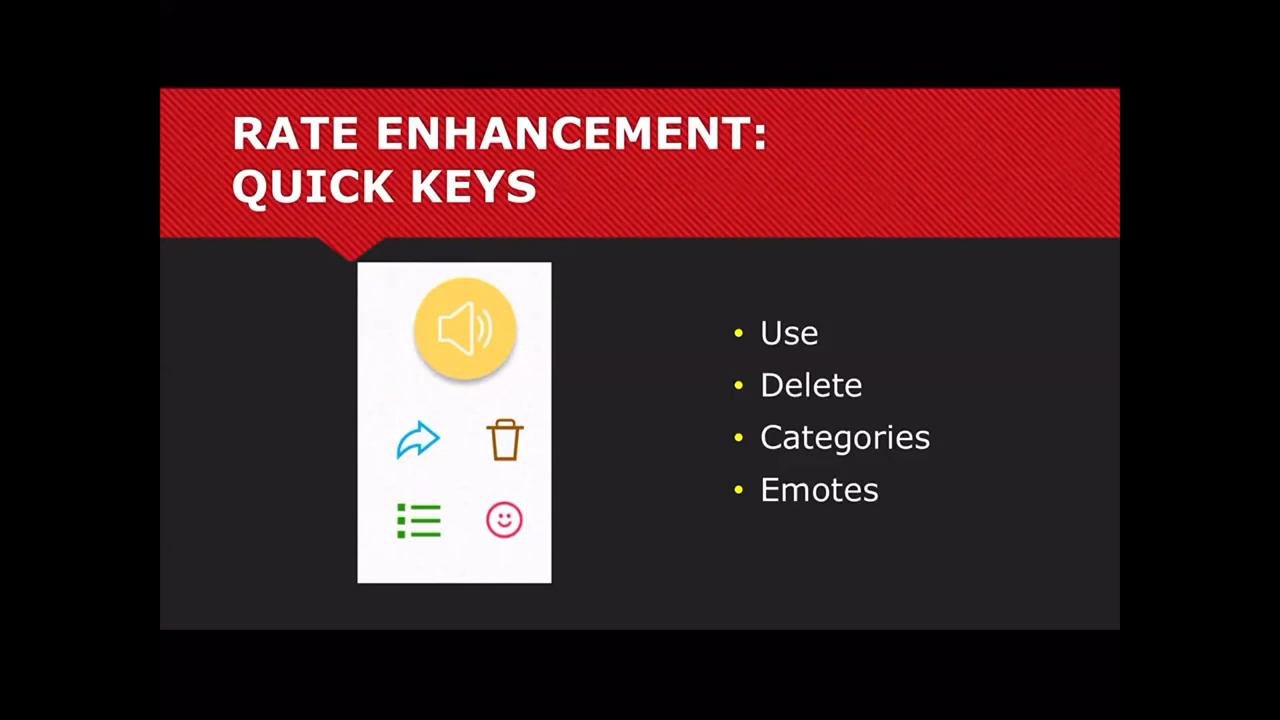 RATE ENHANCEMENT:
QUICK KEYS
• Use
• Delete
• Categories
• Emotes